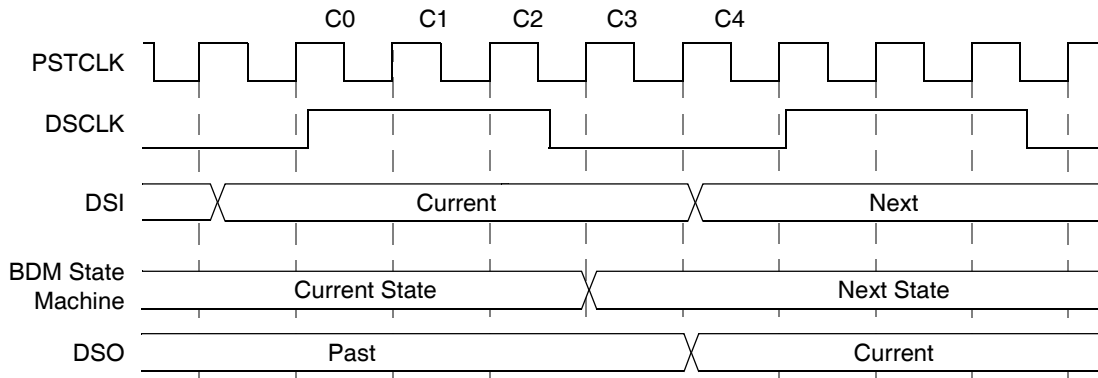 C0 C1 C2 C3 C4
PSTCLK
DSCLK
DSI Current Next
BDM State
Machine Current State Next State
DSO Past Current